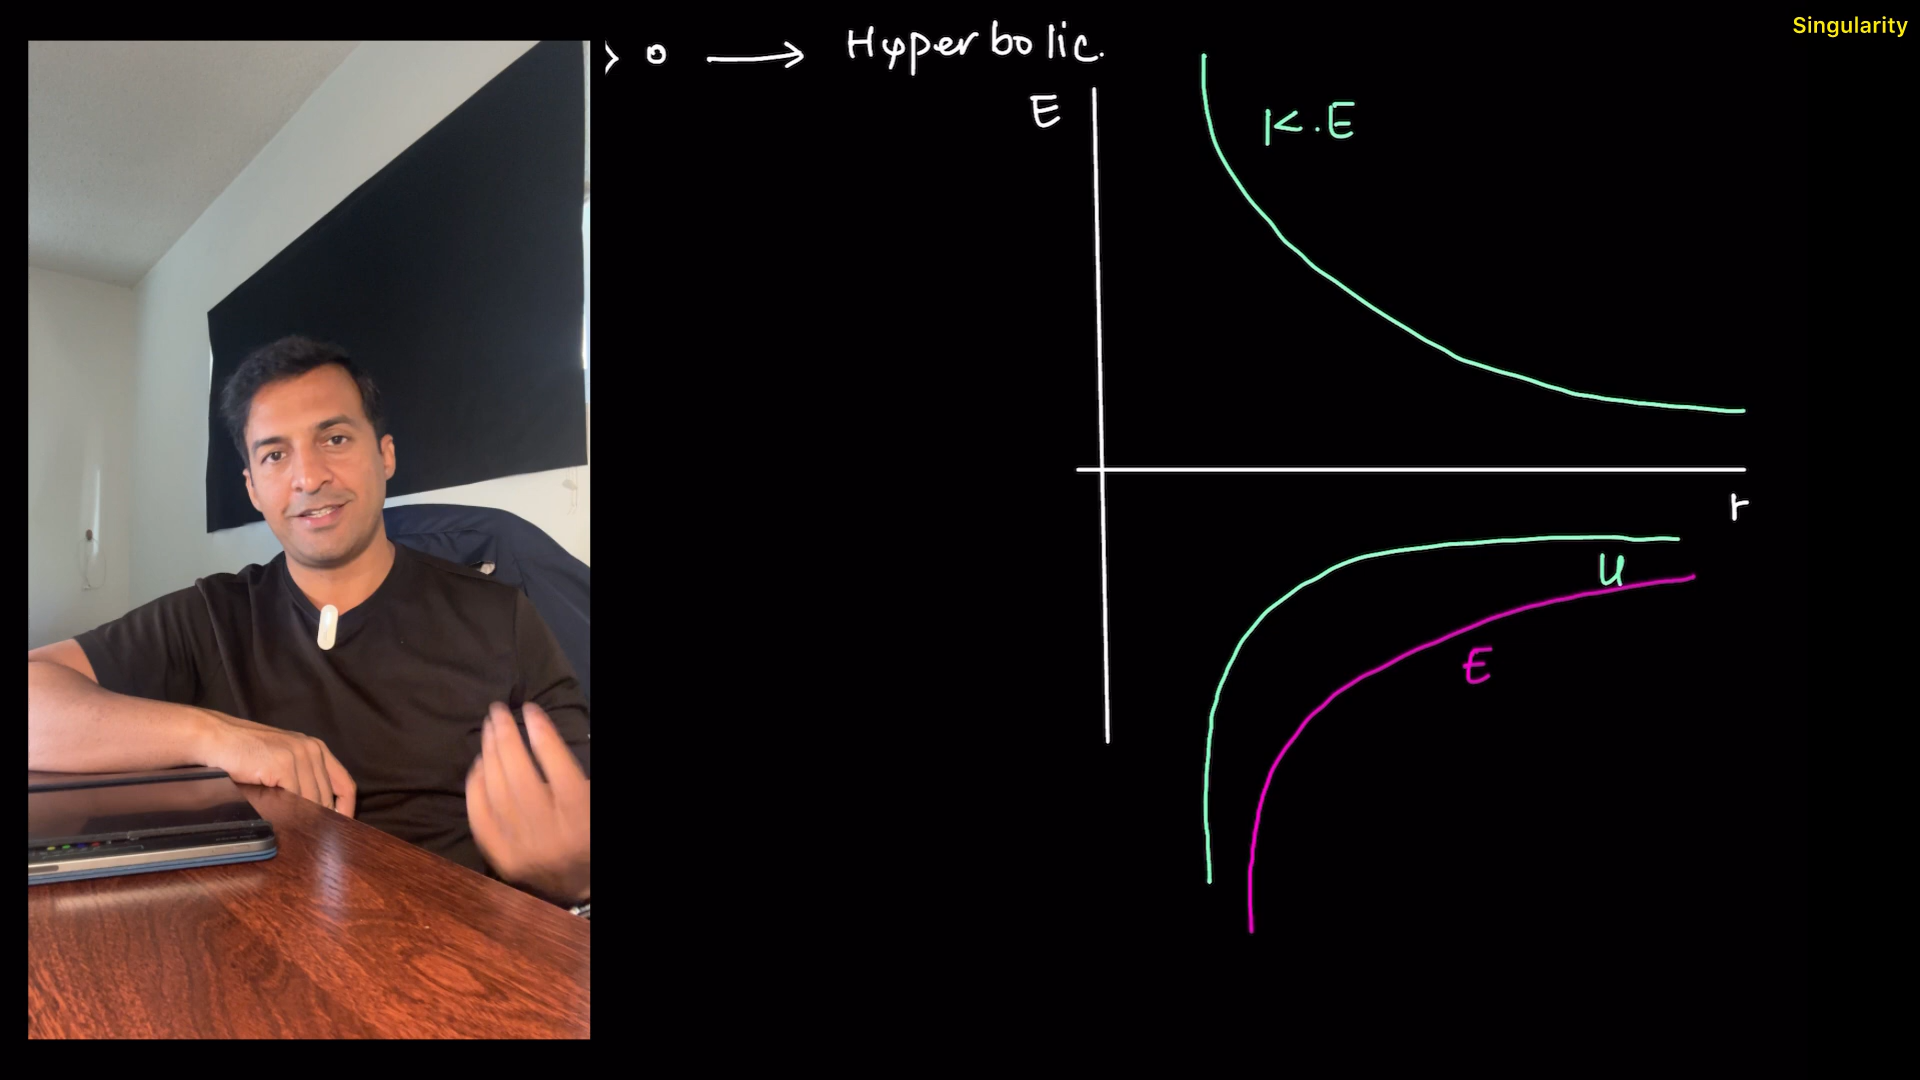 Singularity
> 0 → Hyperbolic.
E
K.E
r
U
E